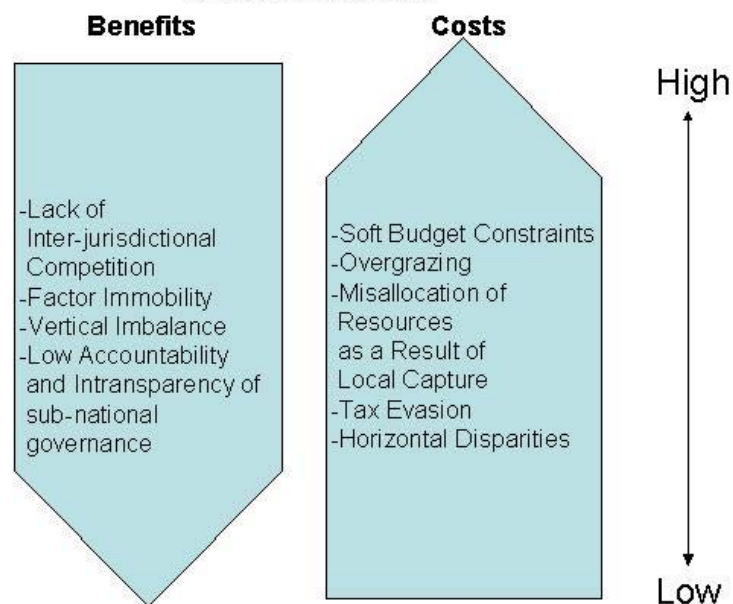 Benefits
-Lack of
Inter-jurisdictional
Competition
-Factor Immobility
-Vertical Imbalance
-Low Accountability
and Intransparency of
sub-national
governance
Costs
-Soft Budget Constraints
-Overgrazing
-Misallocation of
Resources
as a Result of
Local Capture
-Tax Evasion
-Horizontal Disparities
High
Low